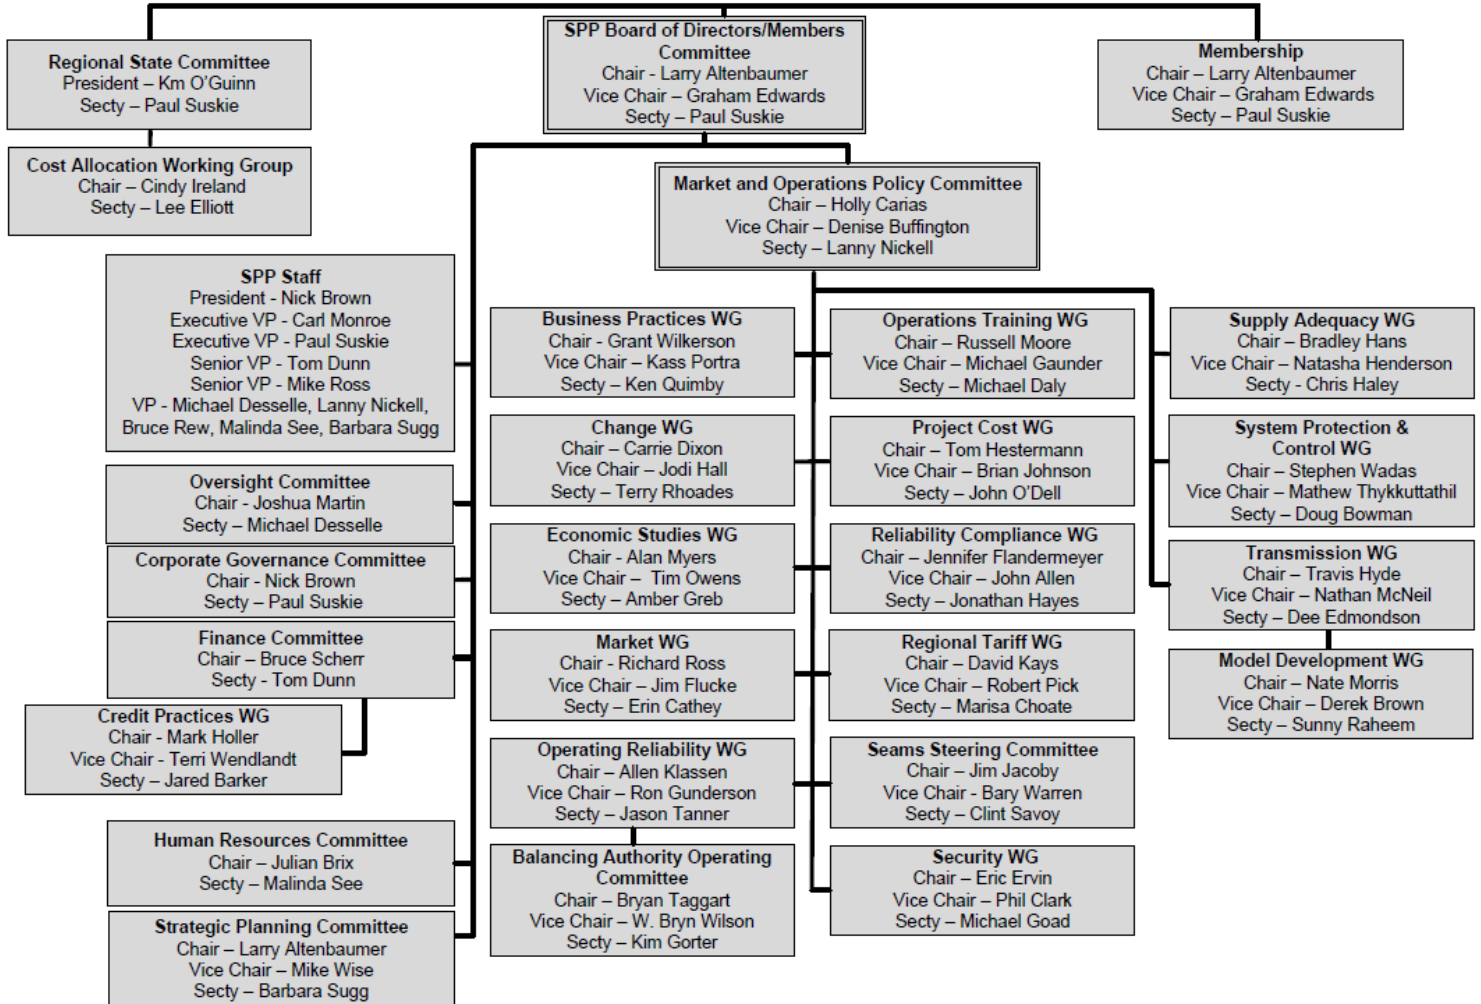 Regional State Committee
President – Km O'Guinn
Secty – Paul Suskie
SPP Board of Directors/Members
Committee
Chair - Larry Altenbaumer
Vice Chair – Graham Edwards
Secty – Paul Suskie
Membership
Chair – Larry Altenbaumer
Vice Chair – Graham Edwards
Secty – Paul Suskie
Cost Allocation Working Group
Chair – Cindy Ireland
Secty – Lee Elliott
Market and Operations Policy Committee
Chair – Holly Carias
Vice Chair – Denise Buffington
Secty – Lanny Nickell
SPP Staff
President - Nick Brown
Executive VP - Carl Monroe
Executive VP - Paul Suskie
Senior VP - Tom Dunn
Senior VP - Mike Ross
VP - Michael Desselle, Lanny Nickell,
Bruce Rew, Malinda See, Barbara Sugg
Oversight Committee
Chair - Joshua Martin
Secty – Michael Desselle
Corporate Governance Committee
Chair - Nick Brown
Secty – Paul Suskie
Finance Committee
Chair – Bruce Scherr
Secty - Tom Dunn
Credit Practices WG
Chair - Mark Holler
Vice Chair - Terri Wendlandt
Secty – Jared Barker
Human Resources Committee
Chair – Julian Brix
Secty – Malinda See
Strategic Planning Committee
Chair – Larry Altenbaumer
Vice Chair – Mike Wise
Secty – Barbara Sugg
Business Practices WG
Chair - Grant Wilkerson
Vice Chair – Kass Portra
Secty – Ken Quimby
Change WG
Chair – Carrie Dixon
Vice Chair – Jodi Hall
Secty – Terry Rhoades
Economic Studies WG
Chair - Alan Myers
Vice Chair – Tim Owens
Secty – Amber Greb
Market WG
Chair - Richard Ross
Vice Chair – Jim Flucke
Secty – Erin Cathey
Operating Reliability WG
Chair – Allen Klassen
Vice Chair – Ron Gunderson
Secty – Jason Tanner
Balancing Authority Operating
Committee
Chair – Bryan Taggart
Vice Chair – W. Bryn Wilson
Secty – Kim Gorter
Operations Training WG
Chair – Russell Moore
Vice Chair – Michael Gaunder
Secty – Michael Daly
Project Cost WG
Chair – Tom Hestermann
Vice Chair – Brian Johnson
Secty – John O'Dell
Reliability Compliance WG
Chair – Jennifer Flandermeyer
Vice Chair – John Allen
Secty – Jonathan Hayes
Regional Tariff WG
Chair – David Kays
Vice Chair – Robert Pick
Secty – Marisa Choate
Seams Steering Committee
Chair – Jim Jacoby
Vice Chair - Bary Warren
Secty – Clint Savoy
Security WG
Chair – Eric Ervin
Vice Chair – Phil Clark
Secty – Michael Goad
Supply Adequacy WG
Chair – Bradley Hans
Vice Chair – Natasha Henderson
Secty - Chris Haley
System Protection &
Control WG
Chair – Stephen Wadas
Vice Chair – Mathew Thykkuttathil
Secty – Doug Bowman
Transmission WG
Chair – Travis Hyde
Vice Chair – Nathan McNeil
Secty – Dee Edmondson
Model Development WG
Chair – Nate Morris
Vice Chair – Derek Brown
Secty – Sunny Raheem